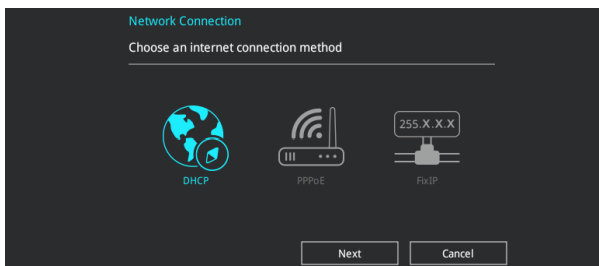 Network Connection
Choose an internet connection method
255.X.X.X
DHCP PPPoE FixIP
Next Cancel